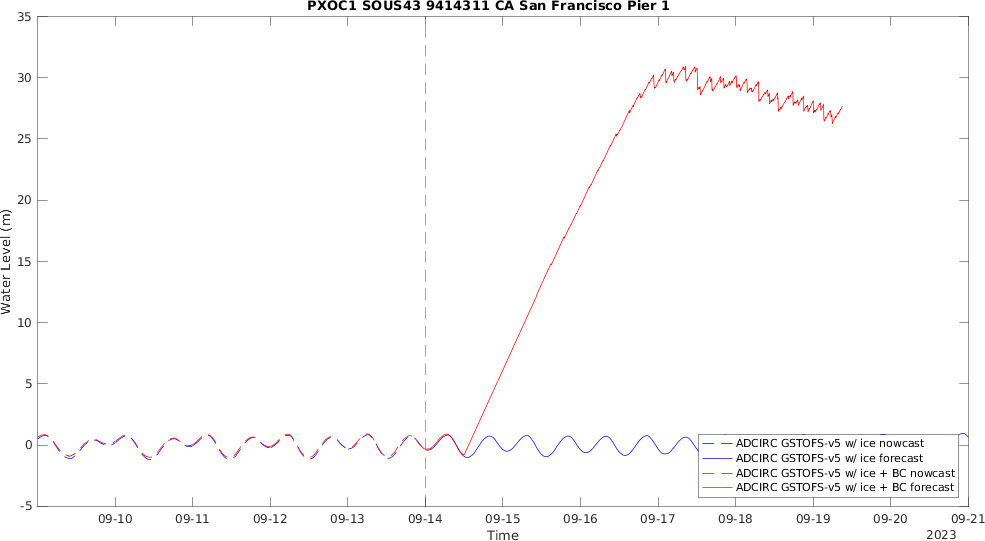 PXOC1 SOUS43 9414311 CA San Francisco Pier 1
35
30
25
20
15
10
5
0
-5
Water Level (m)
09-10 09-11 09-12 09-13 09-14 09-15 09-16 09-17 09-18 09-19 09-20 09-21
Time
2023
ADCIRC GSTOFS-v5 w/ ice nowcast
ADCIRC GSTOFS-v5 w/ ice forecast
ADCIRC GSTOFS-v5 w/ ice + BC nowcast
ADCIRC GSTOFS-v5 w/ ice + BC forecast